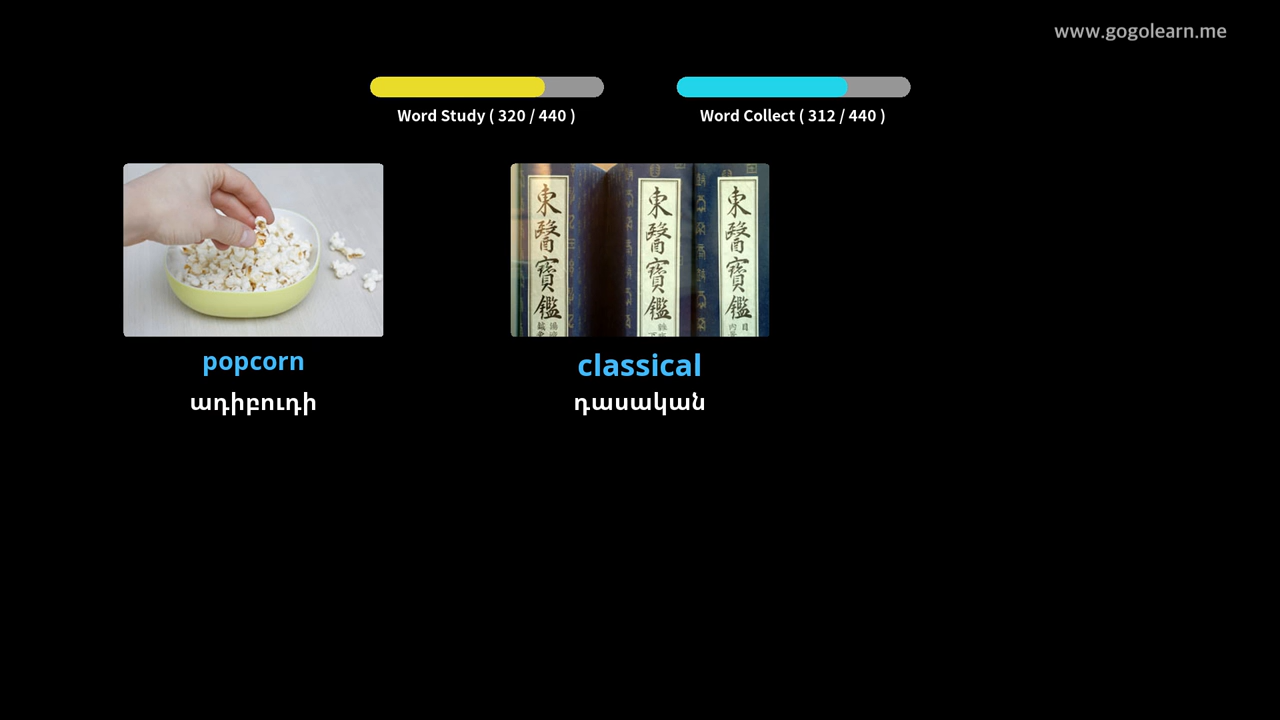 www.gogolearn.me
Word Study ( 320 / 440 )
Word Collect ( 312 / 440 )
東醫寶鑑
東醫寶鑑
東醫寶鑑
popcorn
ադիբուդի
classical
դասական